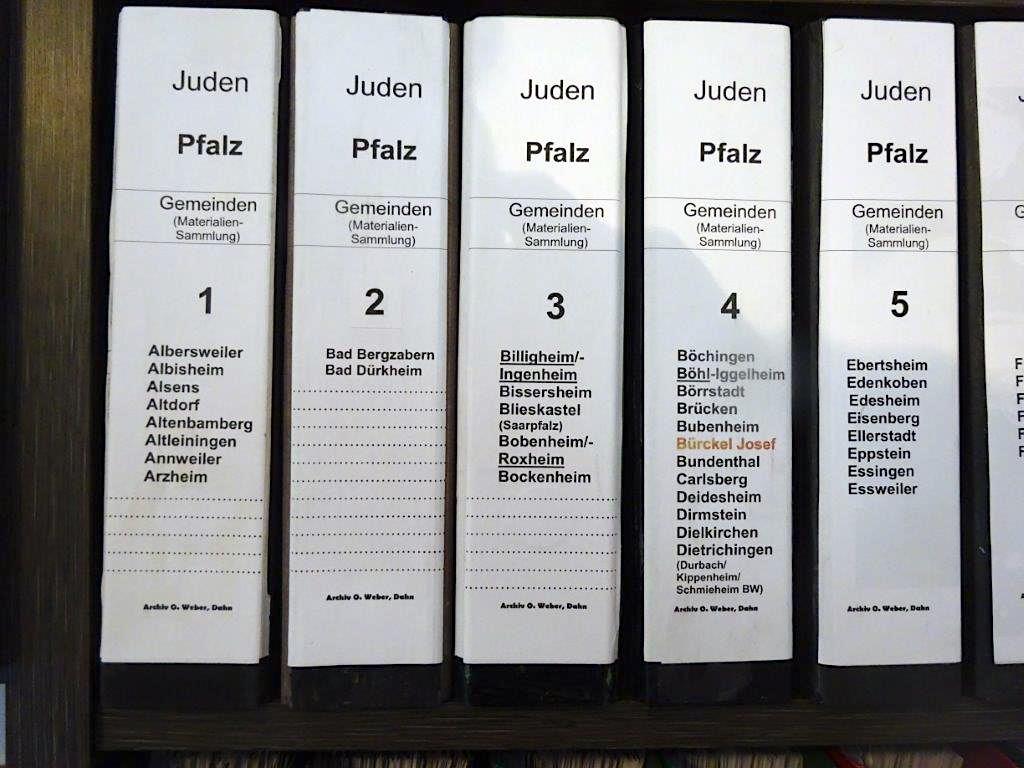 Juden
Pfalz
Gemeinden
(Materialien-
Sammlung)
1
Albersweiler
Albisheim
Alsens
Altdorf
Altenbamberg
Altleiningen
Annweiler
Arzheim
Archiv O. Weber, Dahn
Juden
Pfalz
Gemeinden
(Materialien-
Sammlung)
2
Bad Bergzabern
Bad Dürkheim
Archiv O. Weber, Dahn
Juden
Pfalz
Gemeinden
(Materialien-
Sammlung)
3
Billigheim/-
Ingenheim
Bissersheim
Blieskastel
(Saarpfalz)
Bobenheim/-
Roxheim
Bockenheim
Archiv O. Weber, Dahn
Juden
Pfalz
Gemeinden
(Materialien-
Sammlung)
4
Böchingen
Böhl-Iggelheim
Börrstadt
Brücken
Bubenheim
Bürckel Josef
Bundenthal
Carlsberg
Deidesheim
Dirmstein
Dielkirchen
Dietrichingen
(Durbach/
Kippenheim/
Schmieheim BW)
Archiv O. Weber, Dahn
Juden
Pfalz
Gemeinden
(Materialien-
Sammlung)
5
Ebertsheim
Edenkoben
Edesheim
Eisenberg
Ellerstadt
Eppstein
Essingen
Essweiler
Archiv O. Weber, Dahn